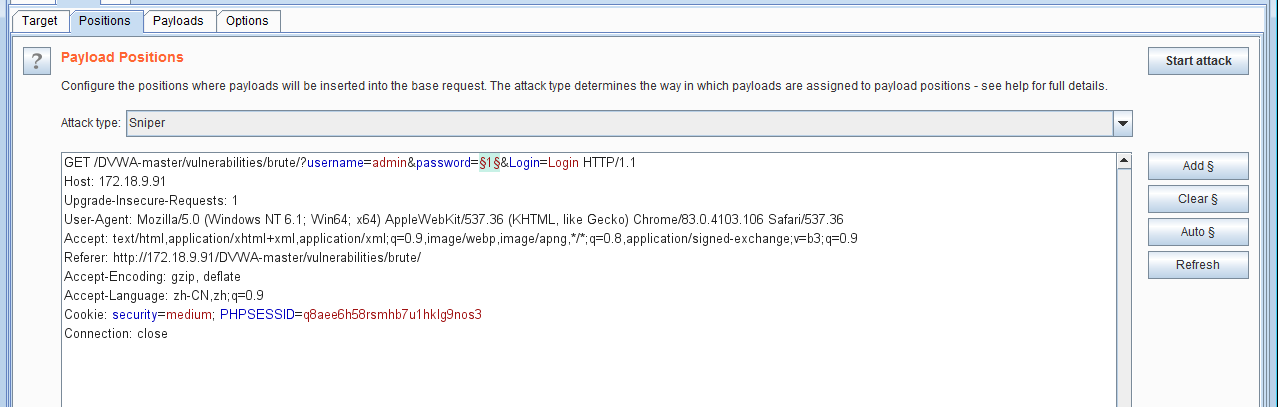 Target Positions Payloads Options
?
Payload Positions
Start attack
Configure the positions where payloads will be inserted into the base request. The attack type determines the way in which payloads are assigned to payload positions - see help for full details.
Attack type: Sniper
GET /DVWA-master/vulnerabilities/brute/?username=admin&password=§1§&Login=Login HTTP/1.1
Host: 172.18.9.91
Upgrade-Insecure-Requests: 1
User-Agent: Mozilla/5.0 (Windows NT 6.1; Win64; x64) AppleWebKit/537.36 (KHTML, like Gecko) Chrome/83.0.4103.106 Safari/537.36
Accept: text/html,application/xhtml+xml,application/xml;q=0.9,image/webp,image/apng,*/*;q=0.8,application/signed-exchange;v=b3;q=0.9
Referer: http://172.18.9.91/DVWA-master/vulnerabilities/brute/
Accept-Encoding: gzip, deflate
Accept-Language: zh-CN,zh;q=0.9
Cookie: security=medium; PHPSESSID=q8aee6h58rsmhb7u1hklg9nos3
Connection: close
Add §
Clear §
Auto §
Refresh